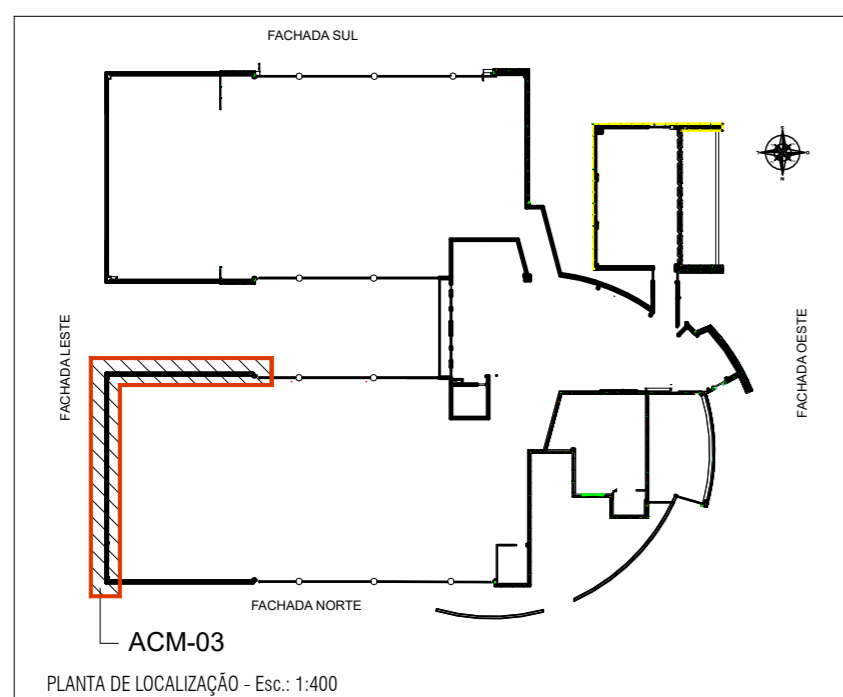 FACHADA SUL
FACHADA LESTE
FACHADA OESTE
FACHADA NORTE
ACM-03
PLANTA DE LOCALIZAÇÃO - Esc.: 1:400